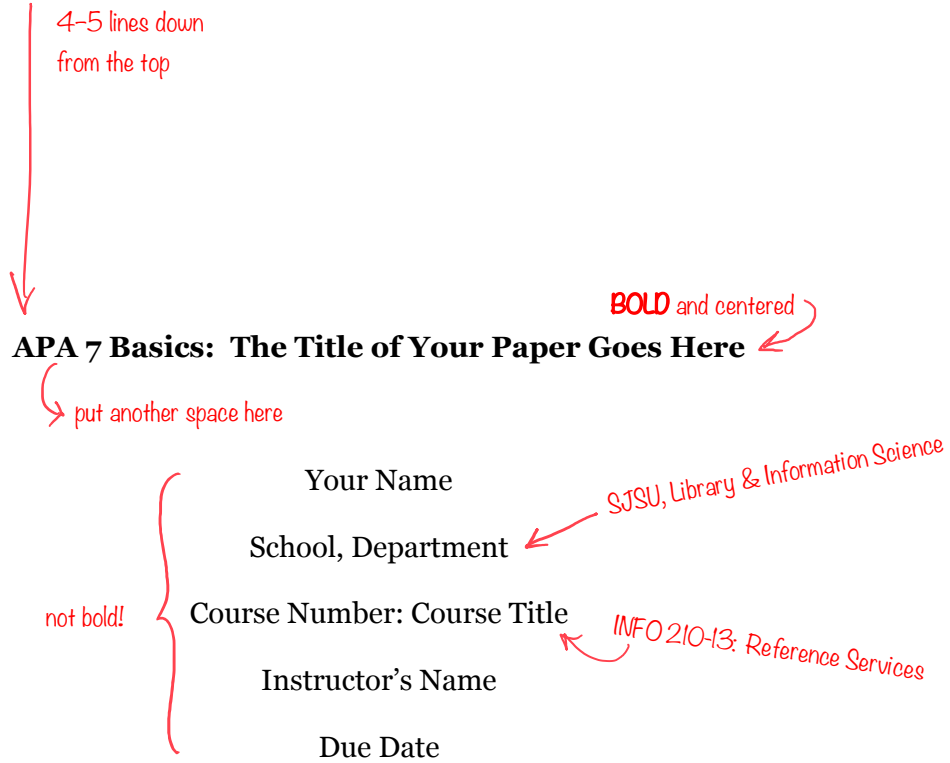 4-5 lines down
from the top
BOLD and centered
APA 7 Basics:  The Title of Your Paper Goes Here
put another space here
Your Name
SJSU, Library & Information Science
School, Department
not bold!
Course Number: Course Title
INFO 210-13: Reference Services
Instructor’s Name
Due Date